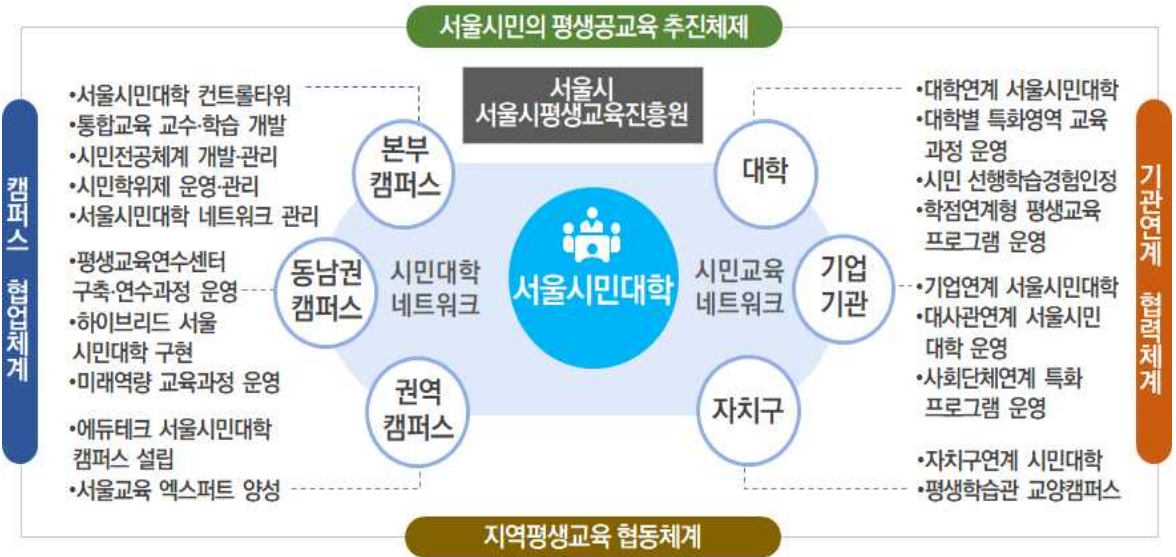 서울시민의 평생공교육 추진체제
서울시
서울시평생교육진흥원
캠퍼스 협업체계
•서울시민대학 컨트롤타워
•통합교육 교수·학습 개발
•시민전공체계 개발·관리
•시민학위제 운영·관리
•서울시민대학 네트워크 관리
본부
캠퍼스
•평생교육연수센터
구축·연수과정 운영
•하이브리드 서울
시민대학 구현
•미래역량 교육과정 운영
동남권
캠퍼스
•에듀테크 서울시민대학
캠퍼스 설립
•서울교육 엑스퍼트 양성
권역
캠퍼스
시민대학
네트워크
서울시민대학
시민교육
네트워크
대학
•대학연계 서울시민대학
•대학별 특화영역 교육
과정 운영
•시민 선행학습경험인정
•학점연계형 평생교육
프로그램 운영
기업
기관
•기업연계 서울시민대학
•대사관연계 서울시민
대학 운영
•사회단체연계 특화
프로그램 운영
자치구
•자치구연계 시민대학
•평생학습관 교양캠퍼스
기관연계 협력체계
지역평생교육 협동체계